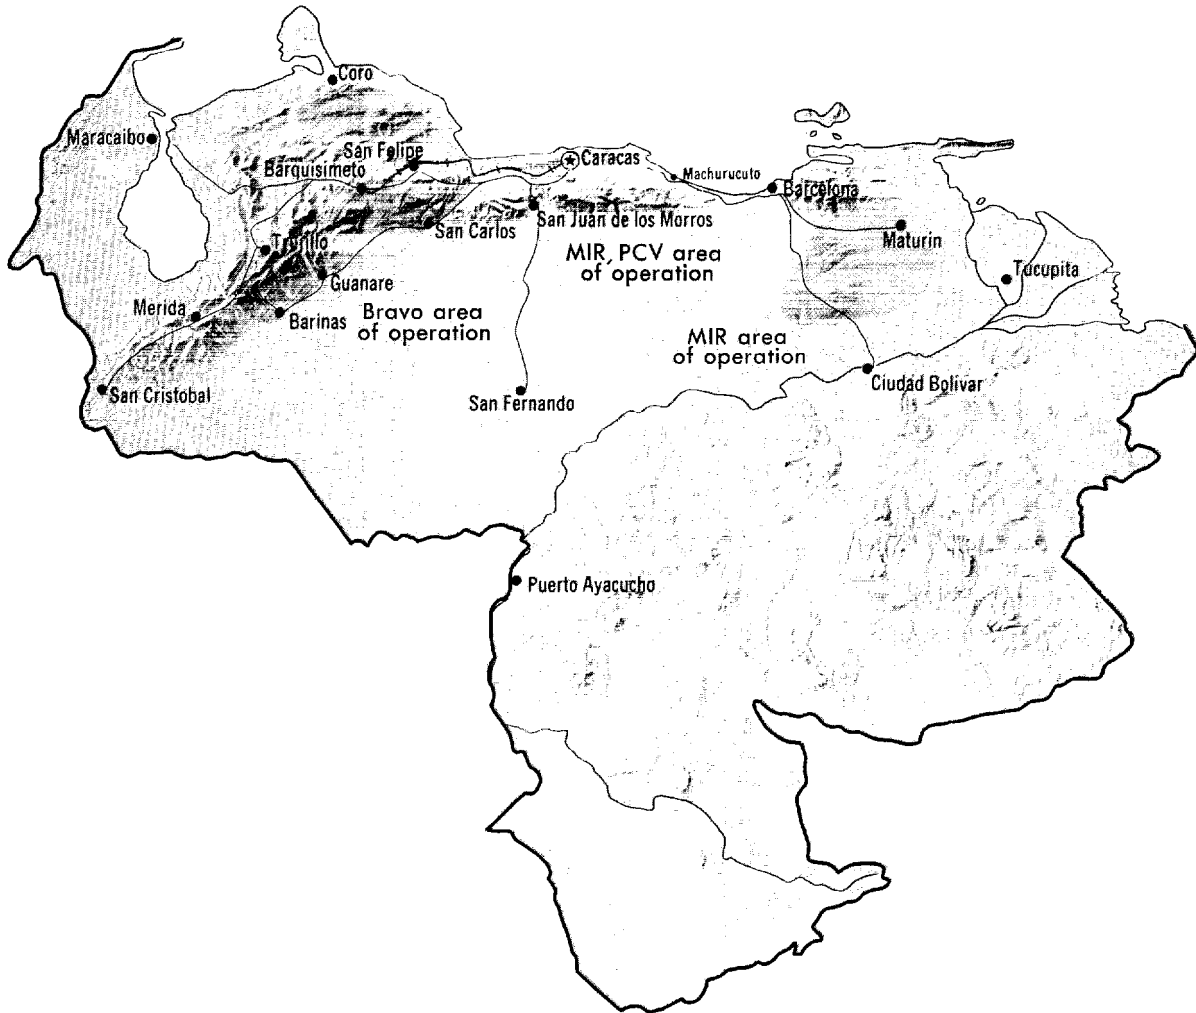 Coro
Maracaibo
San Felipe
Caracas
Barquisimeto
Machurucuto
Barcelona
San Juan de los Morros
San Carlos
Trujillo
Maturin
MIR, PCV area
of operation
Tucupita
Guanare
Merida
Barinas
Bravo area
of operation
MIR area
of operation
Ciudad Bolivar
San Cristobal
San Fernando
Puerto Ayacucho